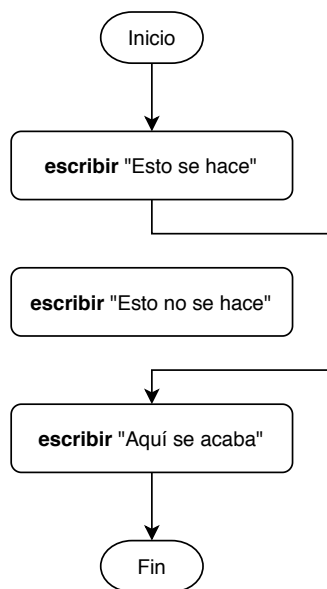 Inicio
escribir "Esto se hace"
escribir "Esto no se hace"
escribir "Aquí se acaba"
Fin